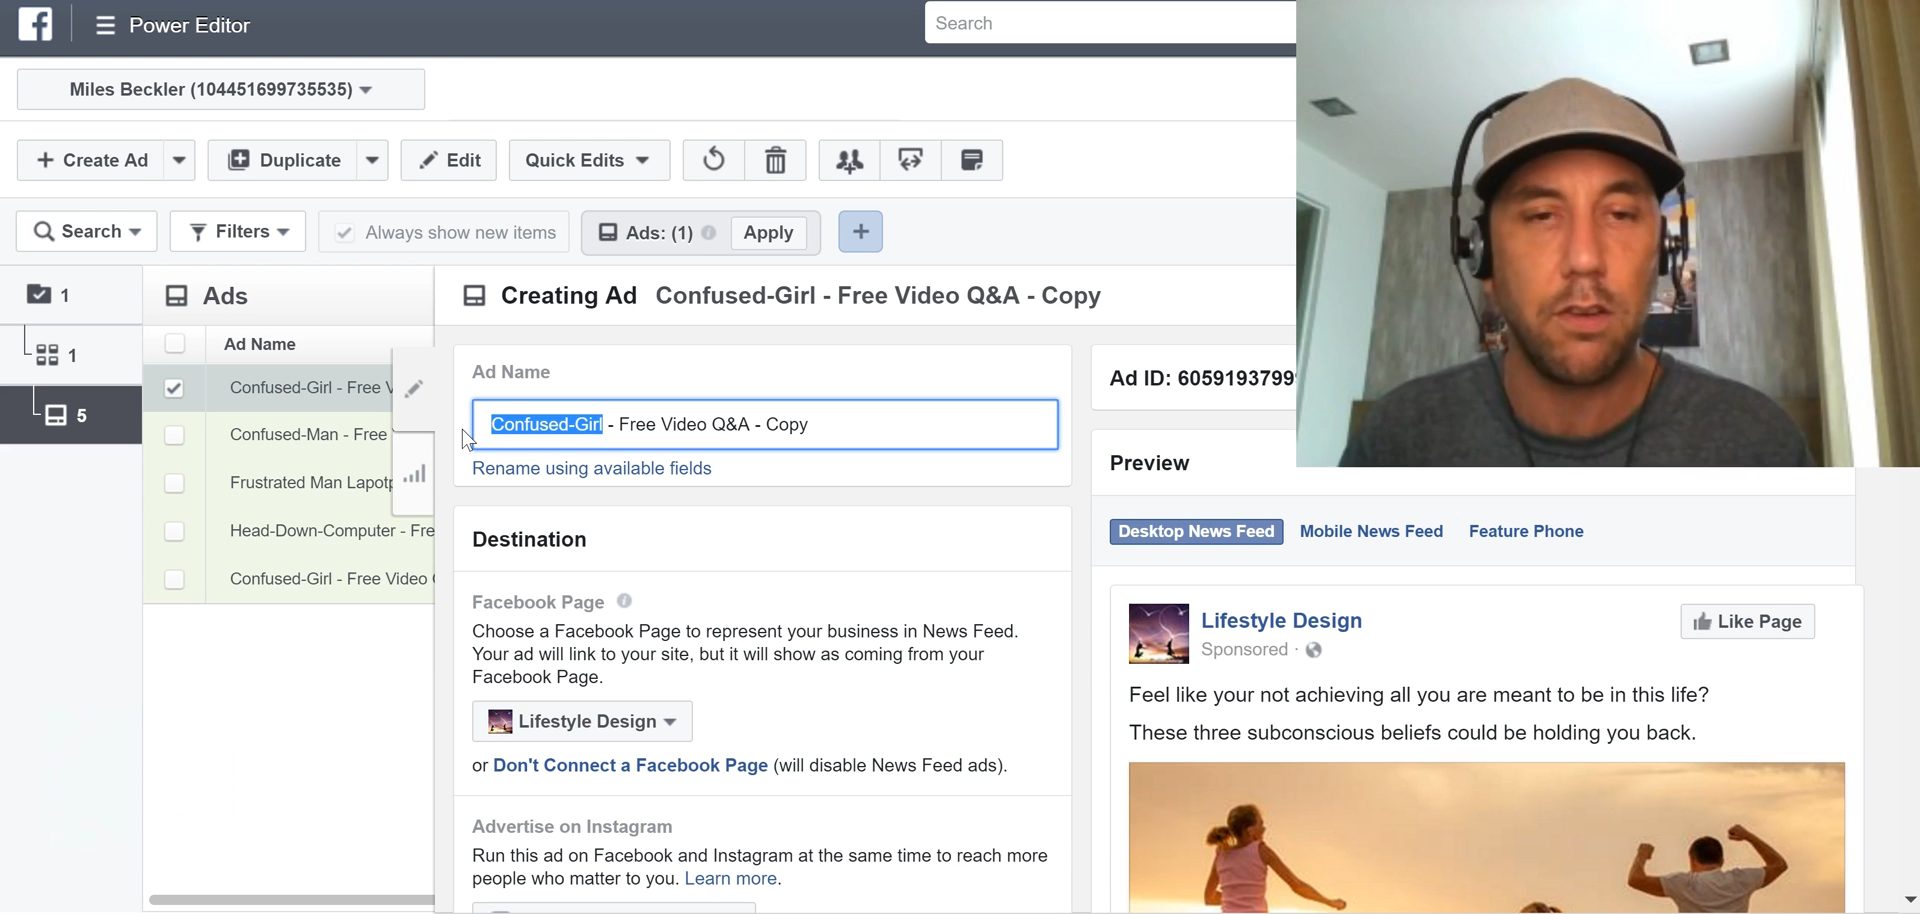 Power Editor
Search
Miles Beckler (104451699735535)
+ Create Ad
Duplicate
Edit
Quick Edits
Search
Filters
Always show new items
Ads: (1)
Apply
+
1
1
5
Ads
Ad Name
Confused-Girl - Free V
Confused-Man - Free
Frustrated Man Lapotp
Head-Down-Computer - Fre
Confused-Girl - Free Video
Creating Ad Confused-Girl - Free Video Q&A - Copy
Ad Name
Confused-Girl - Free Video Q&A - Copy
Rename using available fields
Destination
Facebook Page
Choose a Facebook Page to represent your business in News Feed.
Your ad will link to your site, but it will show as coming from your
Facebook Page.
Lifestyle Design
or Don't Connect a Facebook Page (will disable News Feed ads).
Advertise on Instagram
Run this ad on Facebook and Instagram at the same time to reach more
people who matter to you. Learn more.
Ad ID: 6059193799
Preview
Desktop News Feed
Mobile News Feed
Feature Phone
Lifestyle Design
Sponsored ·
Like Page
Feel like your not achieving all you are meant to be in this life?
These three subconscious beliefs could be holding you back.